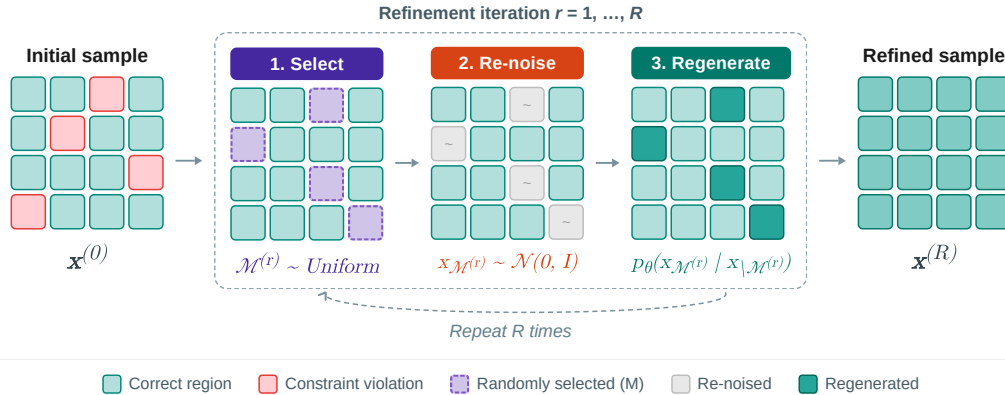 Refinement iteration r = 1, ..., R
Initial sample
1. Select
2. Re-noise
3. Regenerate
Refined sample
~
~
~
~
x^(0)
ℳ^(r) ~ Uniform
x_ℳ^(r) ~ 𝒩(0, I)
p_θ(x_ℳ^(r) | x_\ℳ^(r))
x^(R)
Repeat R times
Correct region
Constraint violation
Randomly selected (M)
Re-noised
Regenerated